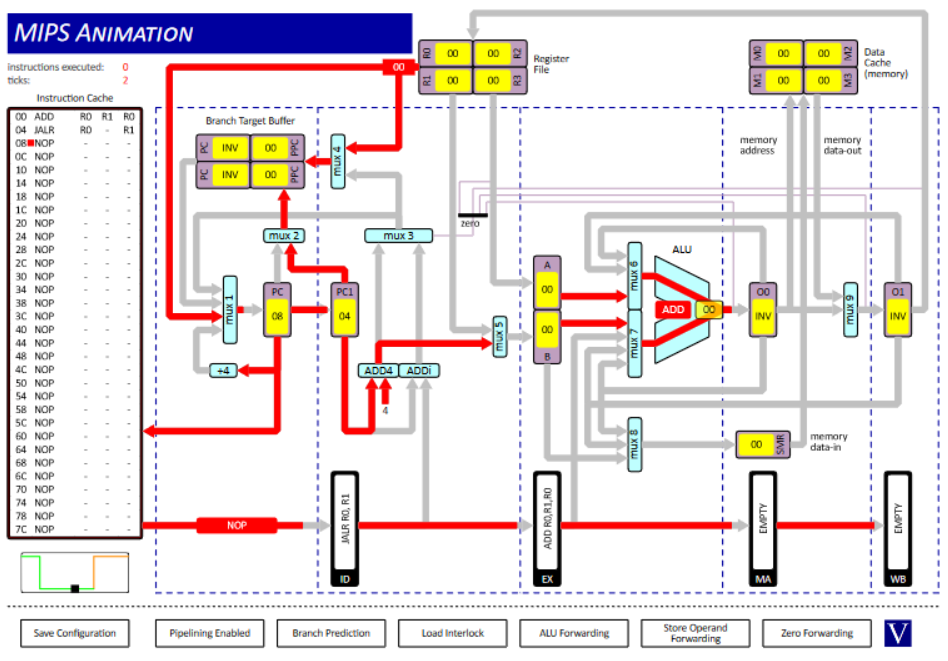 MIPS ANIMATION
instructions executed: 0
ticks: 2
Instruction Cache
00 ADD R0 R1 R0
04 JALR R0 - R1
08 NOP - - -
0C NOP - - -
10 NOP - - -
14 NOP - - -
18 NOP - - -
1C NOP - - -
20 NOP - - -
24 NOP - - -
28 NOP - - -
2C NOP - - -
30 NOP - - -
34 NOP - - -
38 NOP - - -
3C NOP - - -
40 NOP - - -
44 NOP - - -
48 NOP - - -
4C NOP - - -
50 NOP - - -
54 NOP - - -
58 NOP - - -
5C NOP - - -
60 NOP - - -
64 NOP - - -
68 NOP - - -
6C NOP - - -
70 NOP - - -
74 NOP - - -
78 NOP - - -
7C NOP - - -
00
R0 00 00 R2
R1 00 00 R3
Register
File
M0 00 00 M2
M1 00 00 M3
Data
Cache
(memory)
Branch Target Buffer
PC INV 00 PPC
PC INV 00 PPC
mux 4
memory
address
memory
data-out
zero
mux 2
mux 3
mux 1
PC
08
PC1
04
+4
ADD4
ADDi
4
mux 5
A
00
00
B
mux 6
mux 7
ALU
ADD
00
O0
INV
mux 9
O1
INV
mux 8
00 SMR
memory
data-in
NOP
JALR R0, R1
ID
ADD R0,R1,R0
EX
EMPTY
MA
EMPTY
WB
Save Configuration
Pipelining Enabled
Branch Prediction
Load Interlock
ALU Forwarding
Store Operand
Forwarding
Zero Forwarding
V